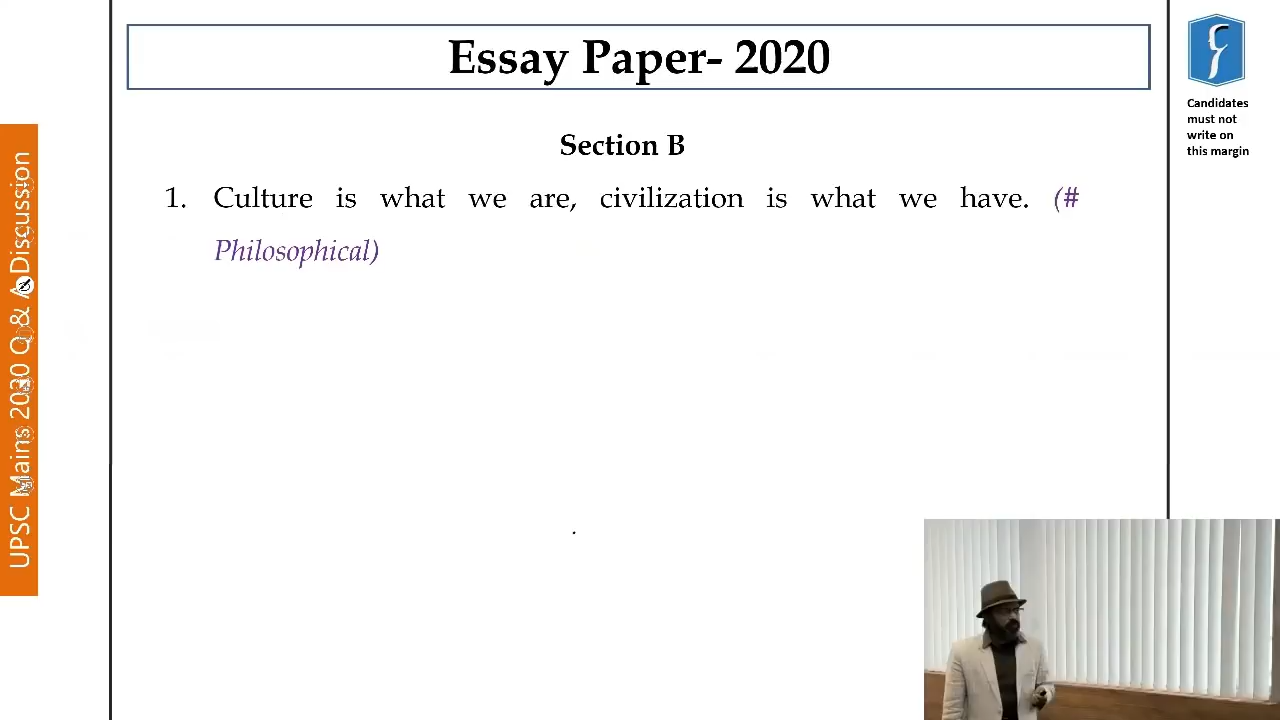 Essay Paper- 2020
Candidates
must not
write on
this margin
Section B
1. Culture is what we are, civilization is what we have. (#
Philosophical)
UPSC Mains 2020 Q & A Discussion